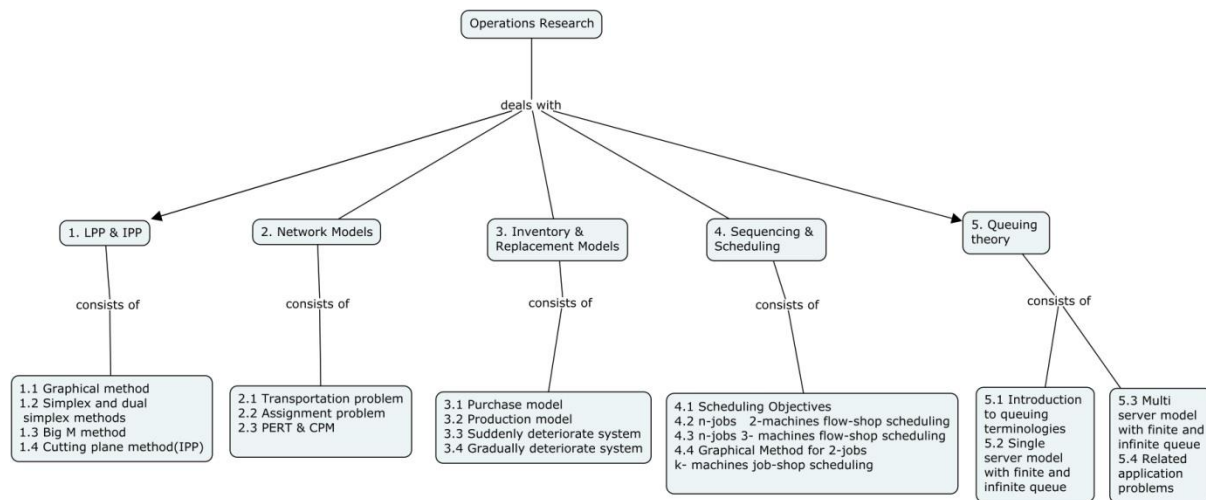 Operations Research
deals with
1. LPP & IPP
2. Network Models
3. Inventory &
Replacement Models
4. Sequencing &
Scheduling
5. Queuing
theory
consists of
consists of
consists of
consists of
consists of
1.1 Graphical method
1.2 Simplex and dual
simplex methods
1.3 Big M method
1.4 Cutting plane method(IPP)
2.1 Transportation problem
2.2 Assignment problem
2.3 PERT & CPM
3.1 Purchase model
3.2 Production model
3.3 Suddenly deteriorate system
3.4 Gradually deteriorate system
4.1 Scheduling Objectives
4.2 n-jobs 2-machines flow-shop scheduling
4.3 n-jobs 3- machines flow-shop scheduling
4.4 Graphical Method for 2-jobs
k- machines job-shop scheduling
5.1 Introduction
to queuing
terminologies
5.2 Single
server model
with finite and
infinite queue
5.3 Multi
server model
with finite and
infinite queue
5.4 Related
application
problems